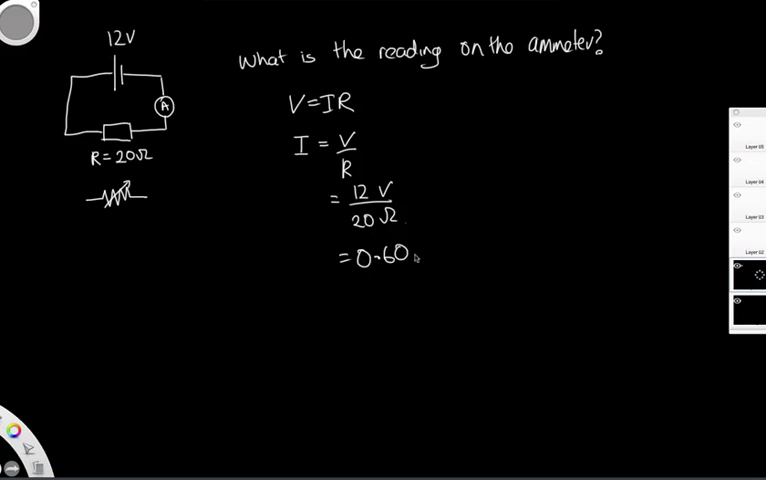 12V
What is the reading on the ammeter?
A
R = 20Ω
V = IR
I = V
R
= 12 V
20 Ω
= 0.60
Layer 05
Layer 04
Layer 03
Layer 02